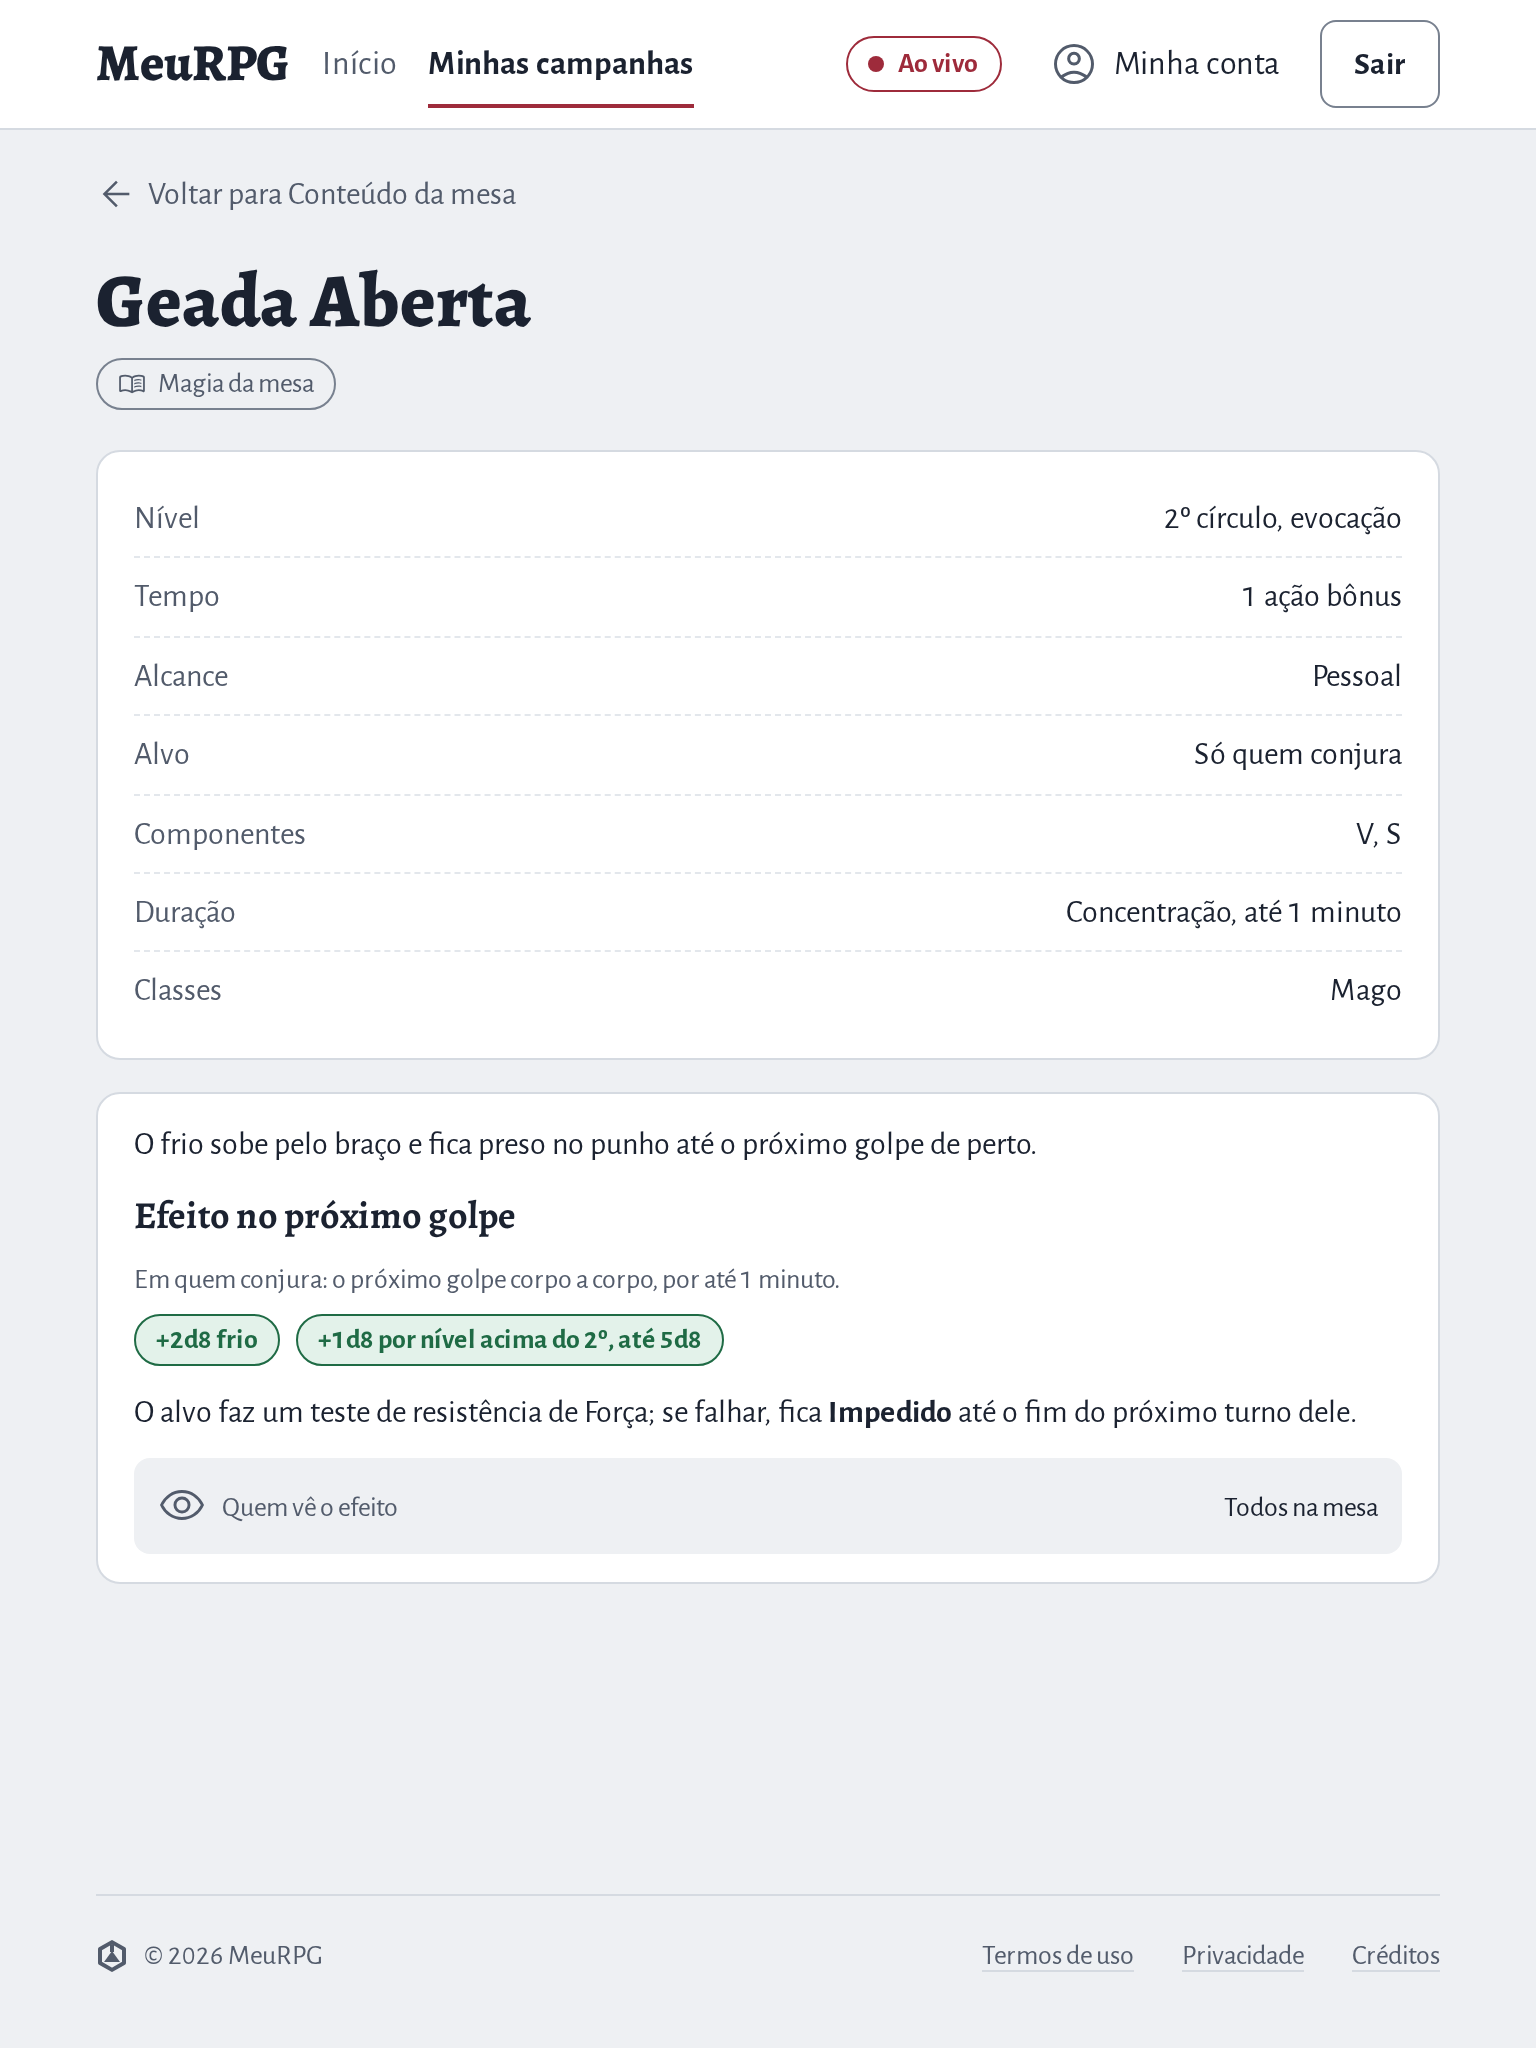 MeuRPG Início Minhas campanhas Ao vivo Minha conta Sair
Voltar para Conteúdo da mesa
Geada Aberta
Magia da mesa
Nível 2º círculo, evocação
Tempo 1 ação bônus
Alcance Pessoal
Alvo Só quem conjura
Componentes V, S
Duração Concentração, até 1 minuto
Classes Mago
O frio sobe pelo braço e fica preso no punho até o próximo golpe de perto.
Efeito no próximo golpe
Em quem conjura: o próximo golpe corpo a corpo, por até 1 minuto.
+2d8 frio +1d8 por nível acima do 2º, até 5d8
O alvo faz um teste de resistência de Força; se falhar, fica Impedido até o fim do próximo turno dele.
Quem vê o efeito Todos na mesa
© 2026 MeuRPG Termos de uso Privacidade Créditos